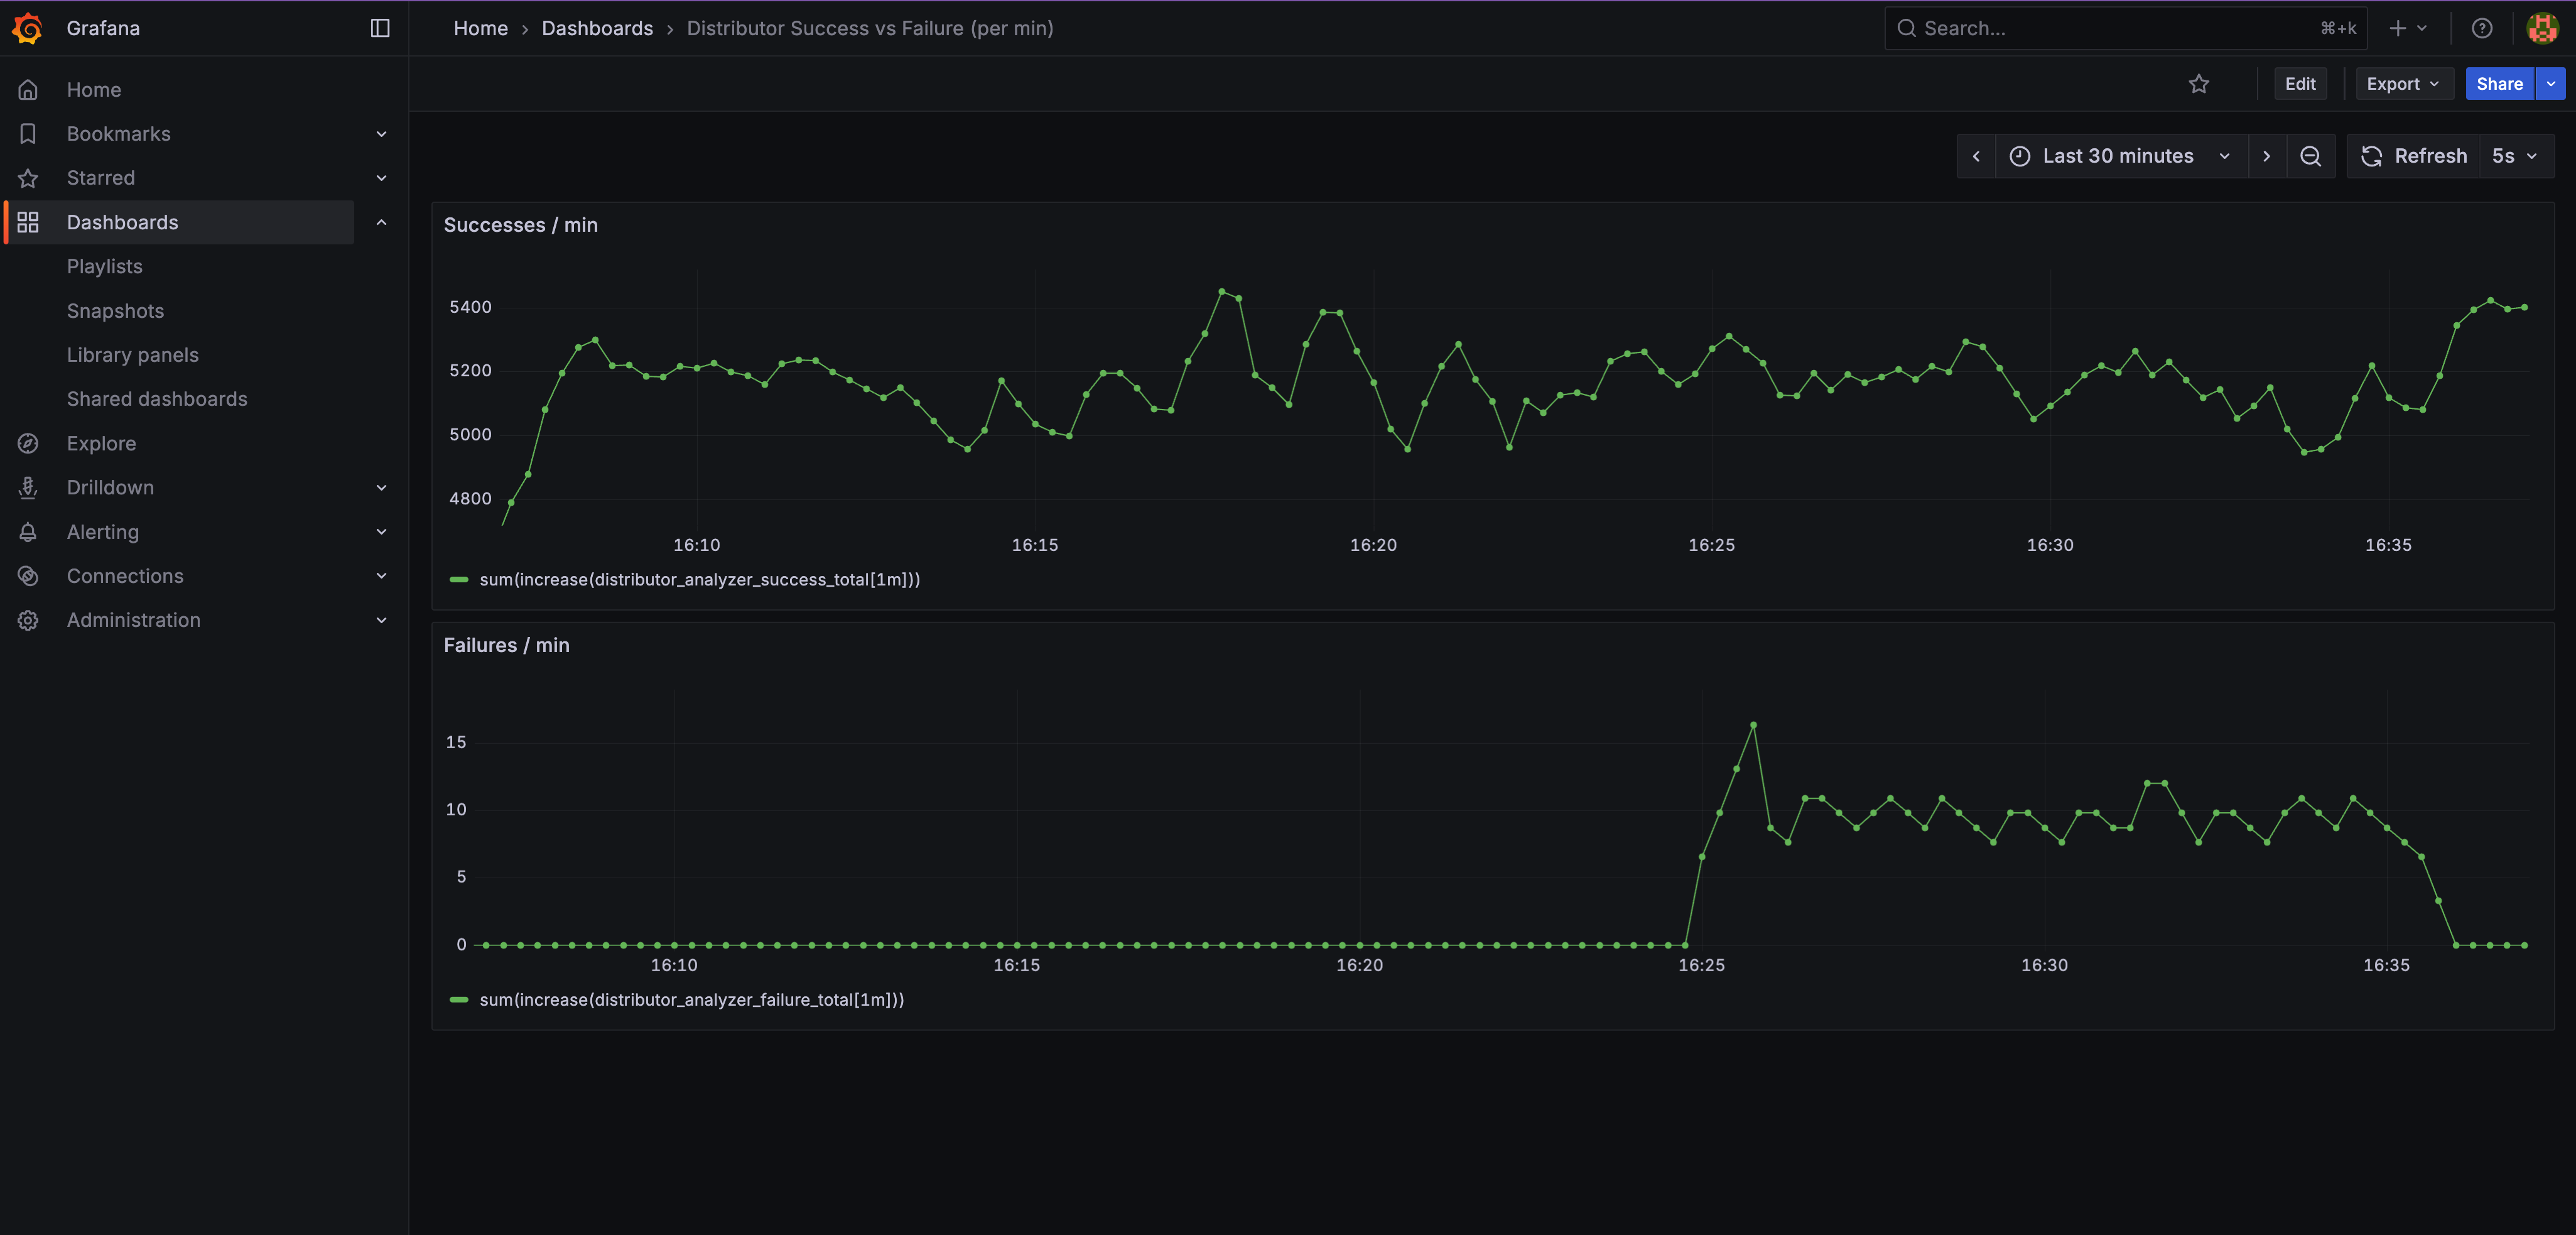 Grafana
Home › Dashboards › Distributor Success vs Failure (per min)
Search...
⌘+k
Home
Bookmarks
Starred
Dashboards
Playlists
Snapshots
Library panels
Shared dashboards
Explore
Drilldown
Alerting
Connections
Administration
Edit
Export
Share
Last 30 minutes
Refresh
5s
Successes / min
5400
5200
5000
4800
16:10 16:15 16:20 16:25 16:30 16:35
sum(increase(distributor_analyzer_success_total[1m]))
Failures / min
15
10
5
0
16:10 16:15 16:20 16:25 16:30 16:35
sum(increase(distributor_analyzer_failure_total[1m]))